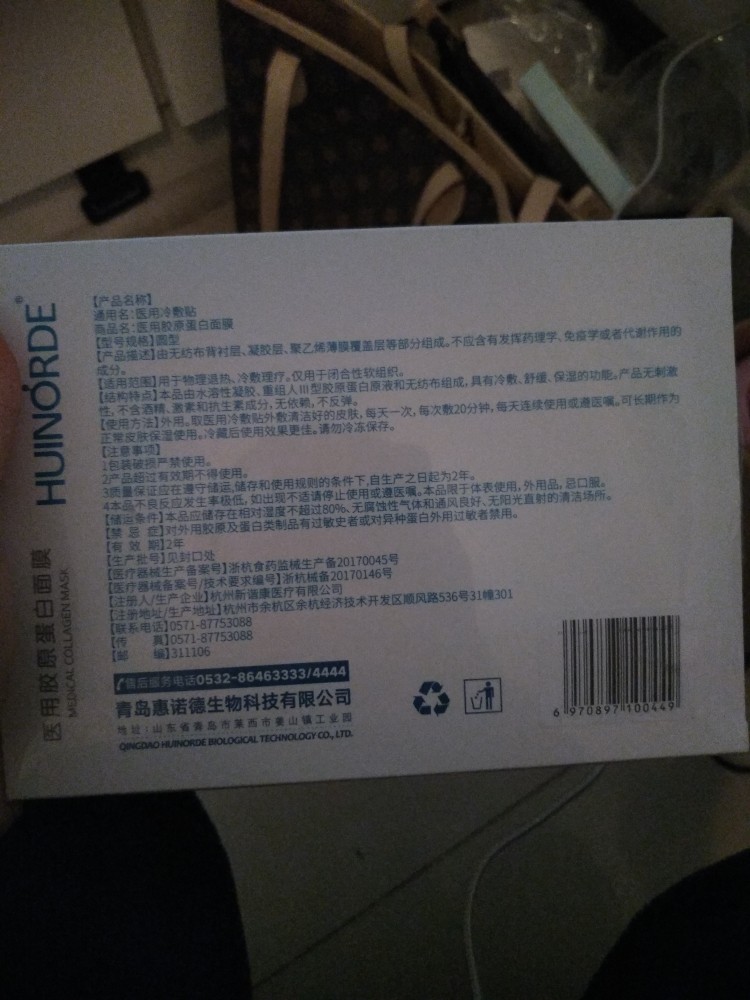 HUINORDE®
医用胶原蛋白面膜
MEDICAL COLLAGEN MASK
【产品名称】
通用名：医用冷敷贴
商品名：医用胶原蛋白面膜
【型号规格】圆型
【产品描述】由无纺布背衬层、凝胶层、聚乙烯薄膜覆盖层等部分组成。不应含有发挥药理学、免疫学或者代谢作用的
成分。
【适用范围】用于物理退热、冷敷理疗。仅用于闭合性软组织。
【结构特点】本品由水溶性凝胶、重组人III型胶原蛋白原液和无纺布组成，具有冷敷、舒缓、保湿的功能。产品无刺激
性，不含酒精、激素和抗生素成分，无依赖，不反弹。
【使用方法】外用。取医用冷敷贴外敷清洁好的皮肤，每天一次，每次敷20分钟，每天连续使用或遵医嘱。可长期作为
正常皮肤保湿使用。冷藏后使用效果更佳。请勿冷冻保存。
【注意事项】
1包装破损严禁使用。
2产品超过有效期不得使用。
3质量保证应在遵守储运、储存和使用规则的条件下，自生产之日起为2年。
4本品不良反应发生率极低，如出现不适请停止使用或遵医嘱。本品限于体表使用，外用品，忌口服。
【储运条件】本品应储存在相对湿度不超过80%、无腐蚀性气体和通风良好、无阳光直射的清洁场所。
【禁 忌 症】对外用胶原及蛋白类制品有过敏史者或对异种蛋白外用过敏者禁用。
【有 效 期】2年
【生产批号】见封口处
【医疗器械生产备案号】浙杭食药监械生产备20170045号
【医疗器械备案号/技术要求编号】浙杭械备20170146号
【注册人/生产企业】杭州斯谐康医疗有限公司
【注册地址/生产地址】杭州市余杭区余杭经济技术开发区顺风路536号31幢301
【联系电话】0571-87753088
【传 真】0571-87753088
【邮 编】311106
售后服务电话0532-86463333/4444
青岛惠诺德生物科技有限公司
地址：山东省青岛市莱西市姜山镇工业园
QINGDAO HUINORDE BIOLOGICAL TECHNOLOGY CO., LTD.
6 970897 100449